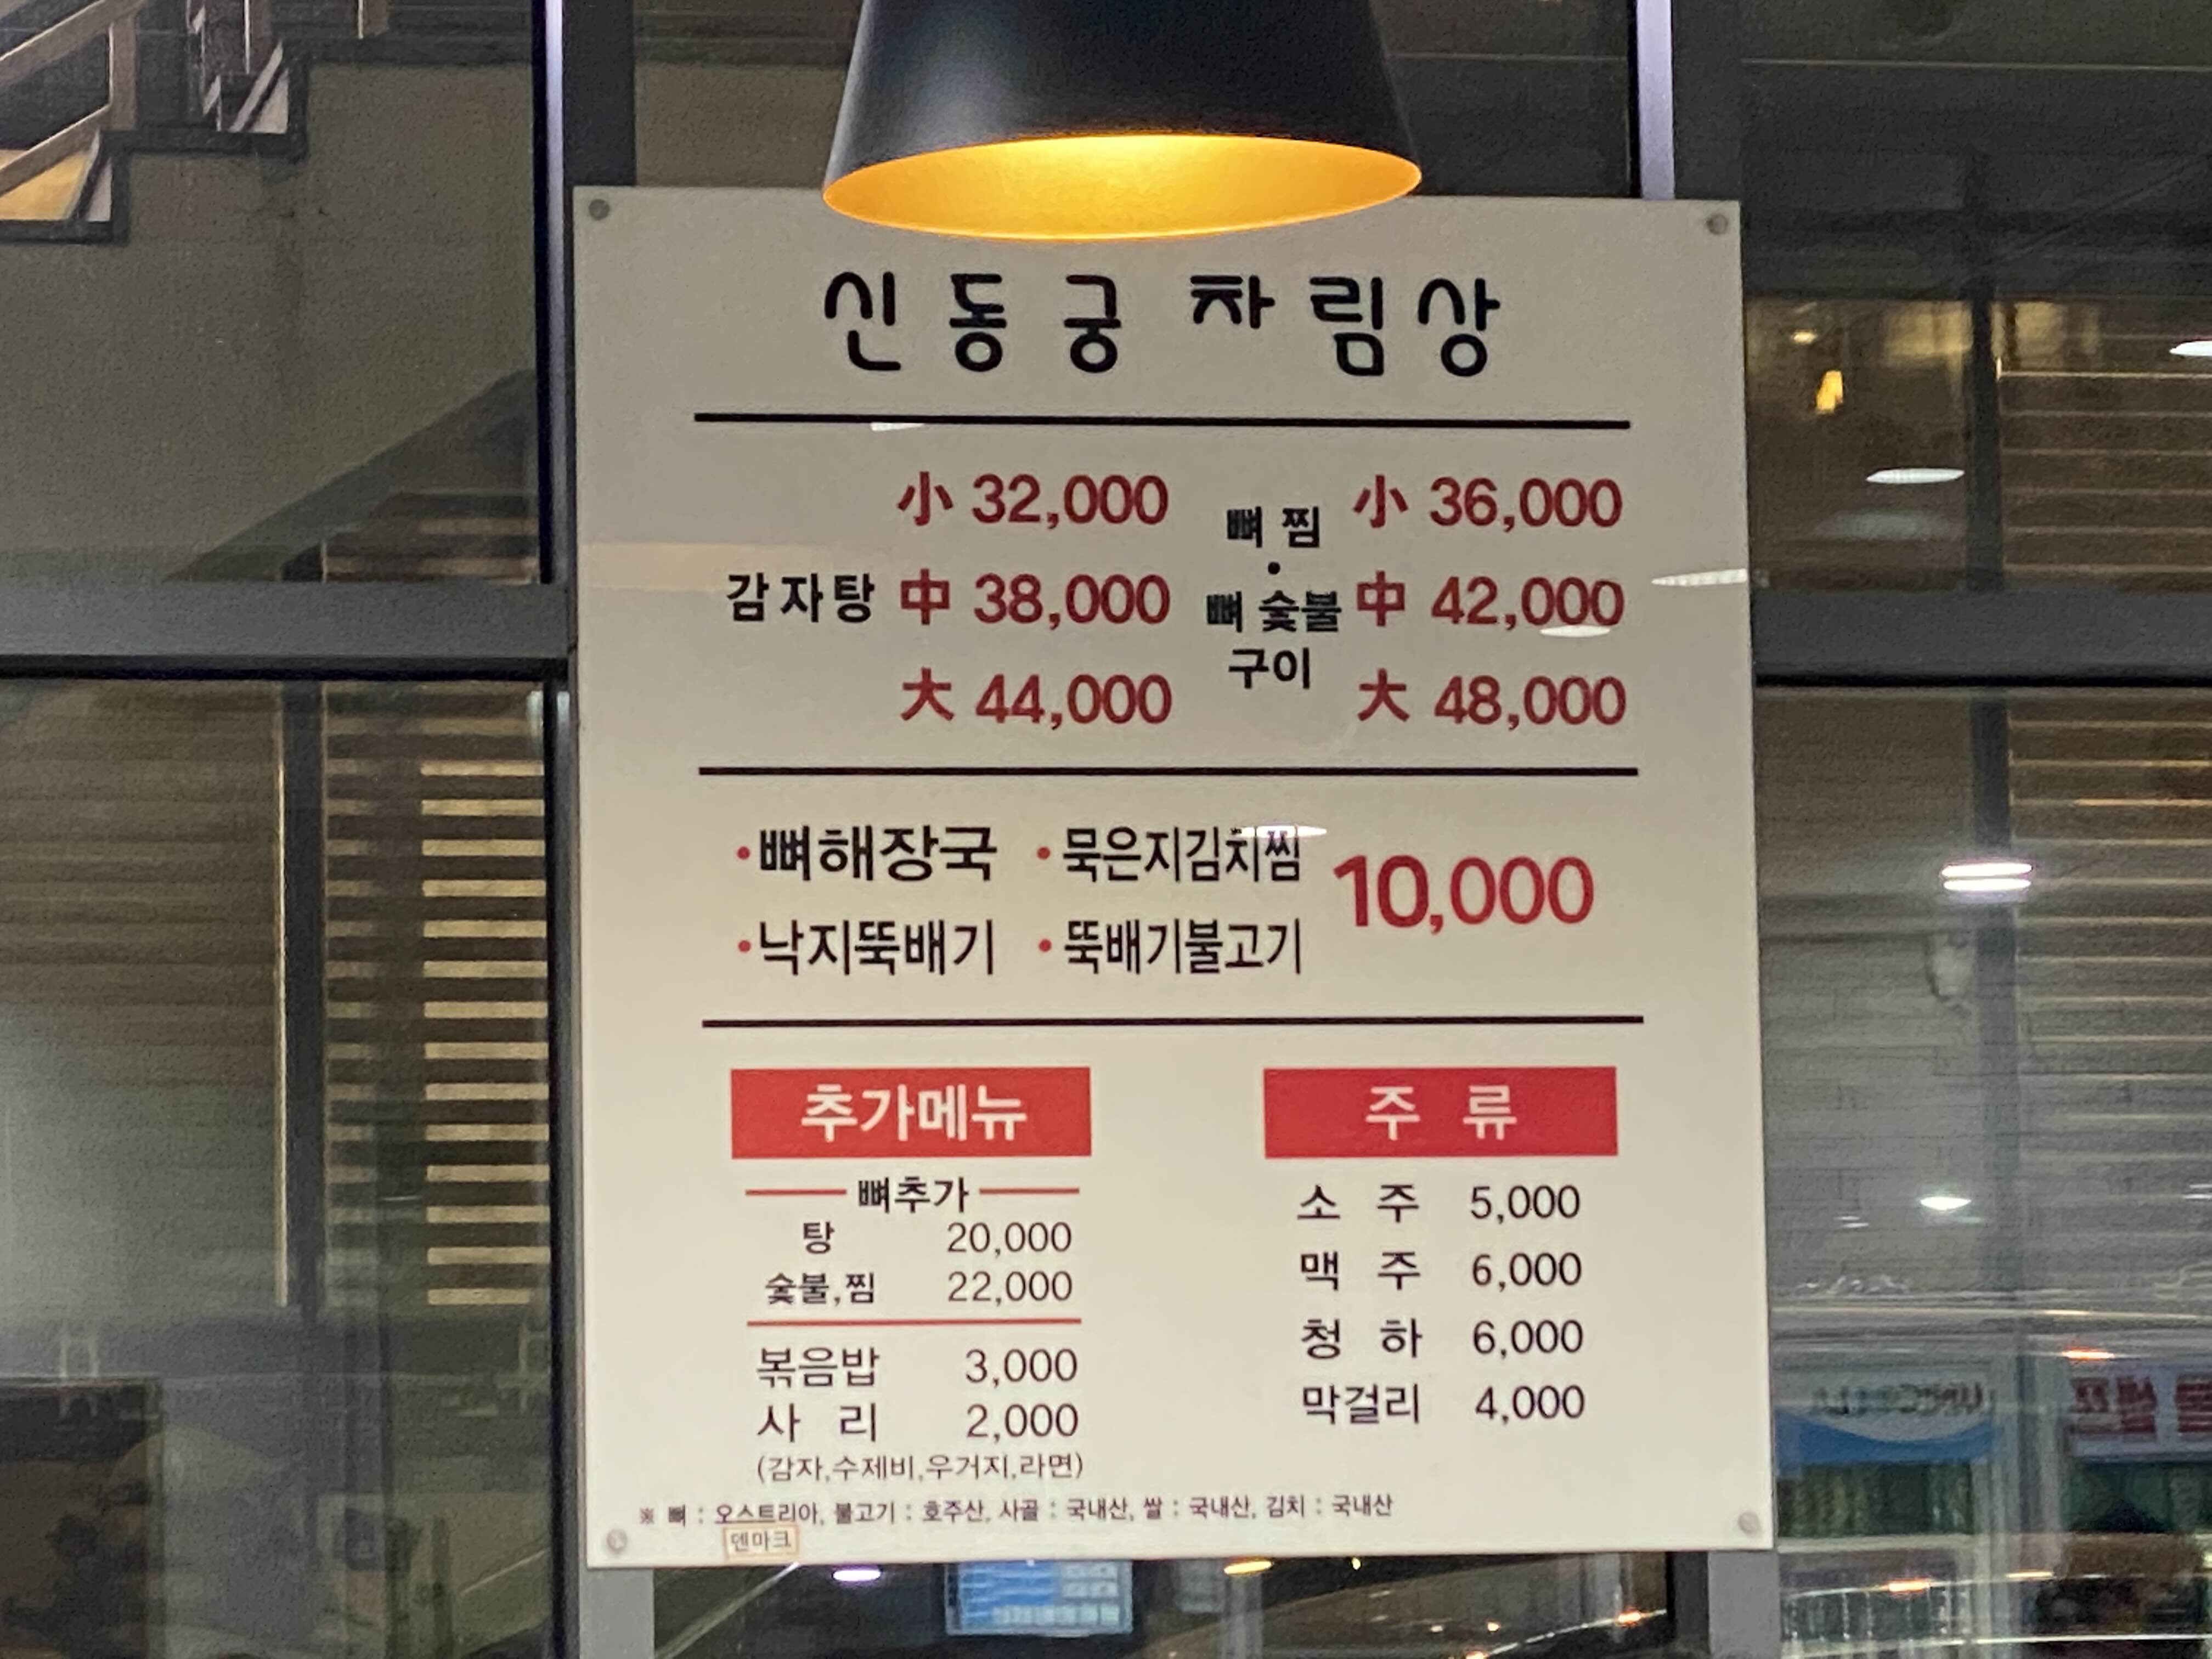 신동궁 차림상
감자탕
小 32,000
中 38,000
大 44,000
뼈찜
·
뼈숯불
구이
小 36,000
中 42,000
大 48,000
·뼈해장국 ·묵은지김치찜
·낙지뚝배기 ·뚝배기불고기
10,000
추가메뉴
뼈추가
탕 20,000
숯불,찜 22,000
볶음밥 3,000
사리 2,000
(감자,수제비,우거지,라면)
주류
소주 5,000
맥주 6,000
청하 6,000
막걸리 4,000
※ 뼈 : 오스트리아, 불고기 : 호주산, 사골 : 국내산, 쌀 : 국내산, 김치 : 국내산
덴마크